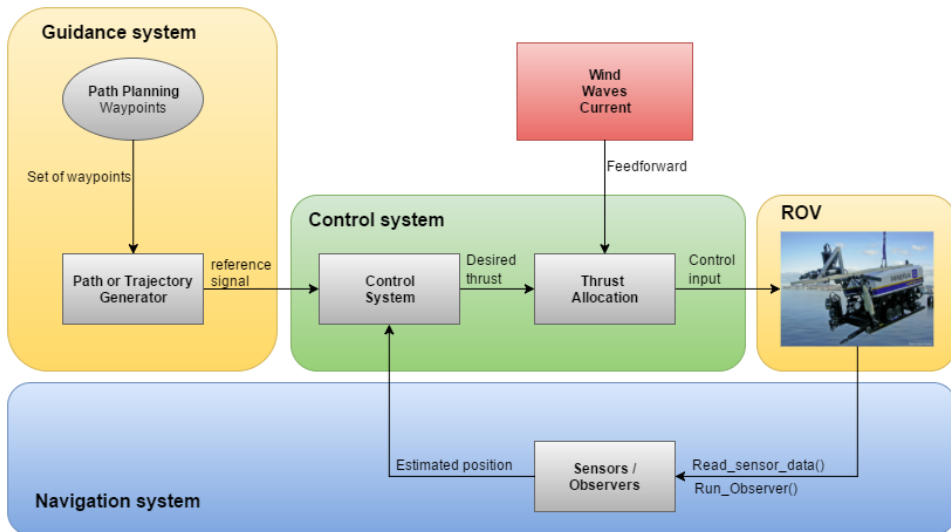 Guidance system
Path Planning
Waypoints
Set of waypoints
Path or Trajectory
Generator
reference
signal
Wind
Waves
Current
Feedforward
Control system
Control
System
Desired
thrust
Thrust
Allocation
Control
input
ROV
Navigation system
Estimated position
Sensors /
Observers
Read_sensor_data()
Run_Observer()